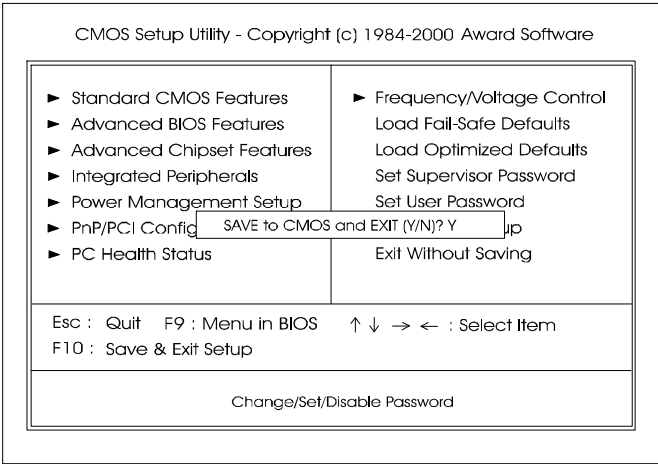 CMOS Setup Utility - Copyright (c) 1984-2000 Award Software
► Standard CMOS Features
► Advanced BIOS Features
► Advanced Chipset Features
► Integrated Peripherals
► Power Management Setup
► PnP/PCI Config
► PC Health Status
► Frequency/Voltage Control
Load Fail-Safe Defaults
Load Optimized Defaults
Set Supervisor Password
Set User Password
up
Exit Without Saving
SAVE to CMOS and EXIT (Y/N)? Y
Esc : Quit F9 : Menu in BIOS ↑ ↓ → ← : Select Item
F10 : Save & Exit Setup
Change/Set/Disable Password